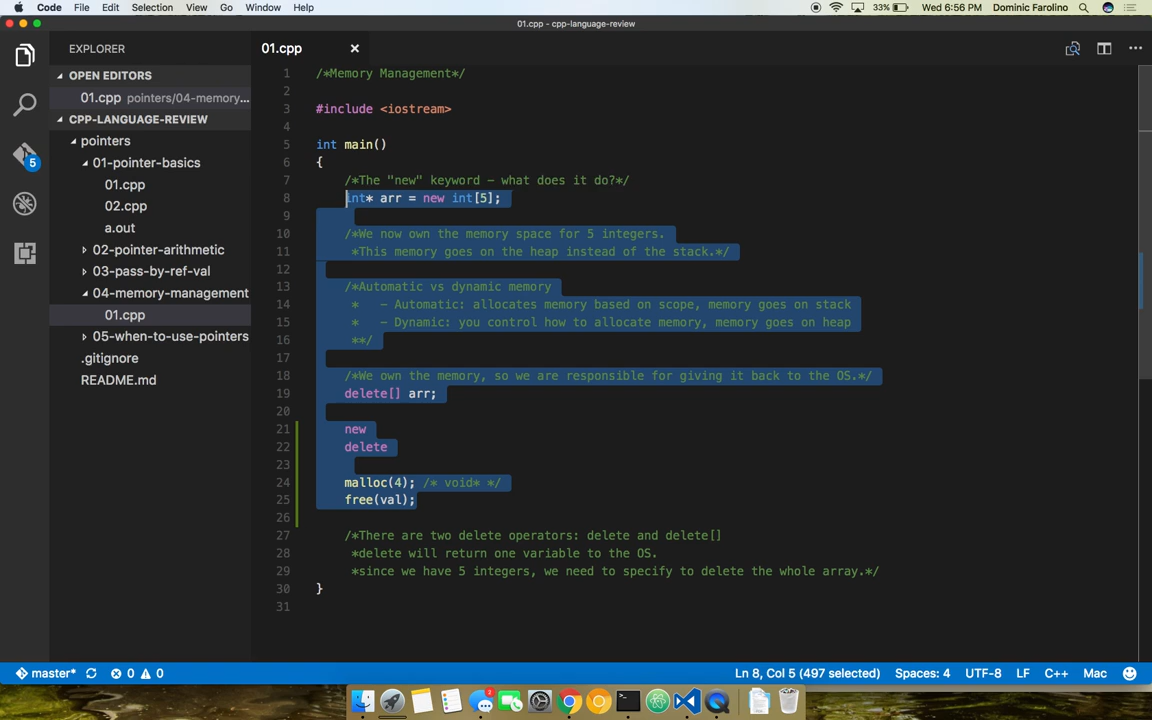 Code File Edit Selection View Go Window Help 33% Wed 6:56 PM Dominic Farolino
01.cpp - cpp-language-review
EXPLORER
OPEN EDITORS
01.cpp pointers/04-memory...
CPP-LANGUAGE-REVIEW
pointers
01-pointer-basics
01.cpp
02.cpp
a.out
02-pointer-arithmetic
03-pass-by-ref-val
04-memory-management
01.cpp
05-when-to-use-pointers
.gitignore
README.md
5
01.cpp
1 /*Memory Management*/
2
3 #include <iostream>
4
5 int main()
6 {
7 /*The "new" keyword - what does it do?*/
8 int* arr = new int[5];
9
10 /*We now own the memory space for 5 integers.
11 *This memory goes on the heap instead of the stack.*/
12
13 /*Automatic vs dynamic memory
14 * - Automatic: allocates memory based on scope, memory goes on stack
15 * - Dynamic: you control how to allocate memory, memory goes on heap
16 **/
17
18 /*We own the memory, so we are responsible for giving it back to the OS.*/
19 delete[] arr;
20
21 new
22 delete
23
24 malloc(4); /* void* */
25 free(val);
26
27 /*There are two delete operators: delete and delete[]
28 *delete will return one variable to the OS.
29 *since we have 5 integers, we need to specify to delete the whole array.*/
30 }
31
master* 0 0 Ln 8, Col 5 (497 selected) Spaces: 4 UTF-8 LF C++ Mac